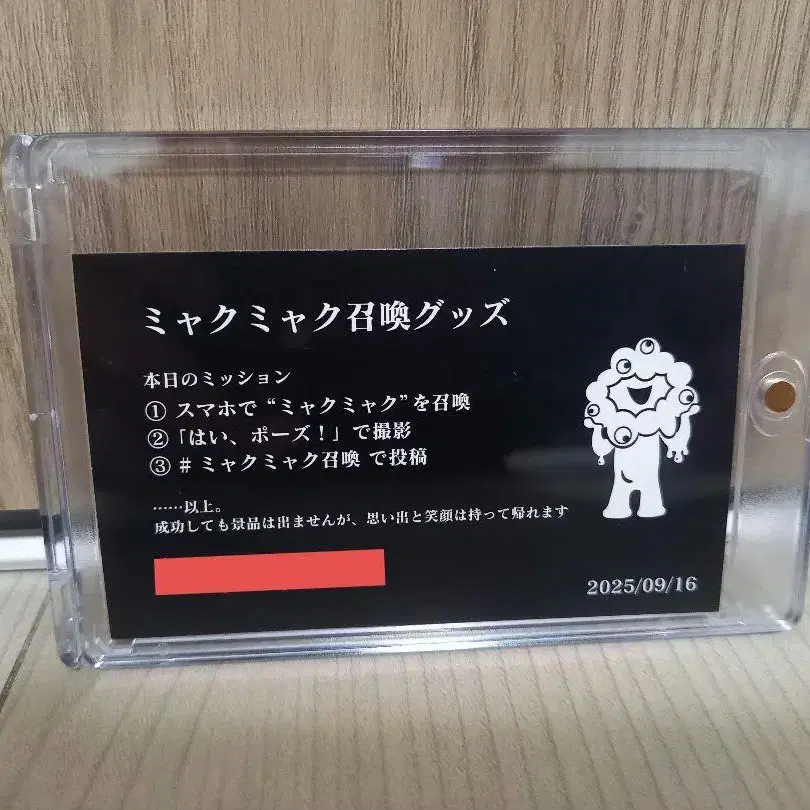 ミャクミャク召喚グッズ
本日のミッション
① スマホで “ミャクミャク” を召喚
② 「はい、ポーズ！」で撮影
③ # ミャクミャク召喚 で投稿
……以上。
成功しても景品は出ませんが、思い出と笑顔は持って帰れます
2025/09/16